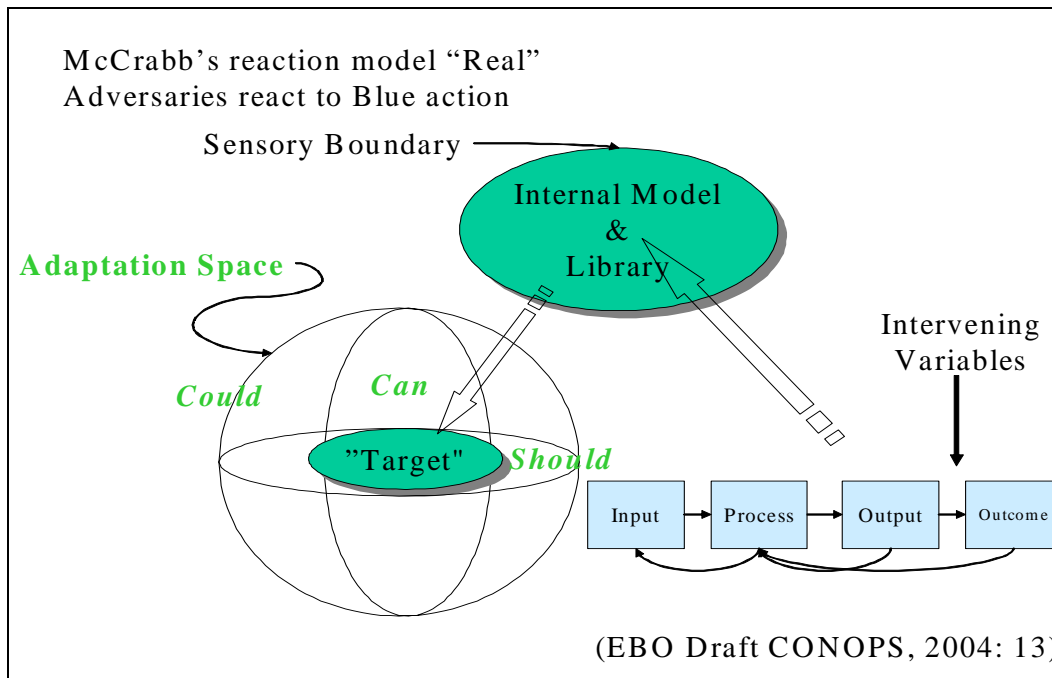 McCrabb's reaction model “Real”
Adversaries react to Blue action
Sensory Boundary
Internal Model
&
Library
Adaptation Space
Intervening
Variables
Could
Can
”Target"
Should
Input
Process
Output
Outcome
(EBO Draft CONOPS, 2004: 13)